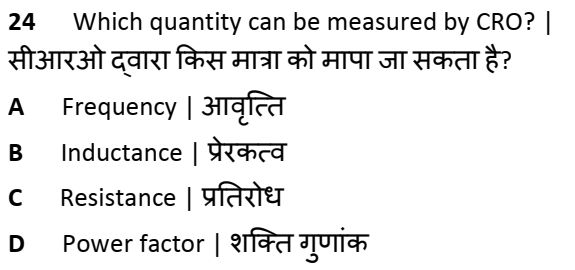 24 Which quantity can be measured by CRO? |
सीआरओ द्वारा किस मात्रा को मापा जा सकता है?
A Frequency | आवृत्ति
B Inductance | प्रेरकत्व
C Resistance | प्रतिरोध
D Power factor | शक्ति गुणांक